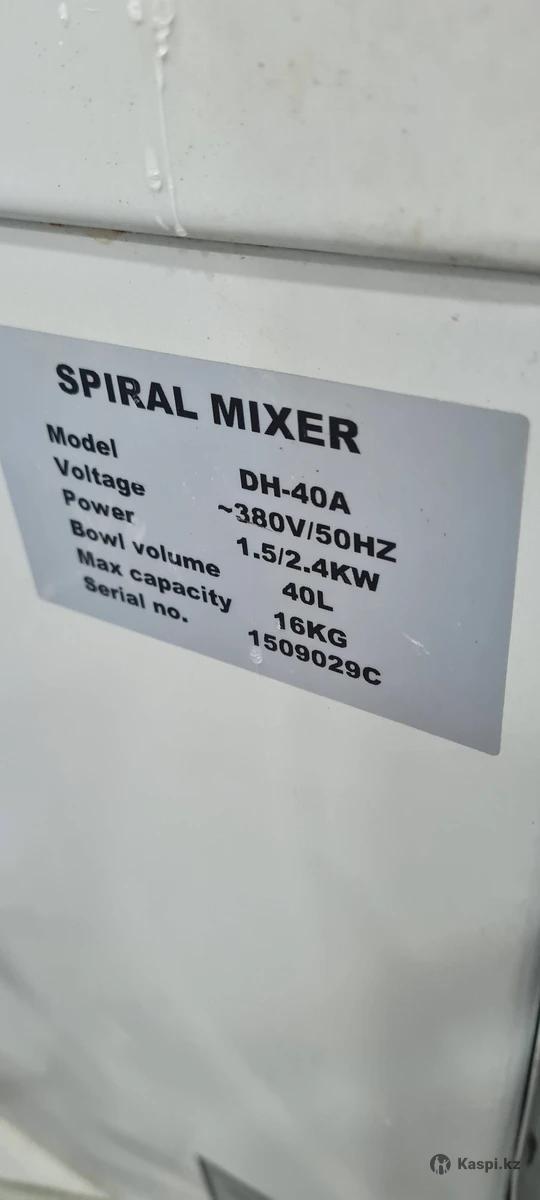 SPIRAL MIXER
Model DH-40A
Voltage ~380V/50HZ
Power 1.5/2.4KW
Bowl volume 40L
Max capacity 16KG
Serial no. 1509029C
Kaspi.kz